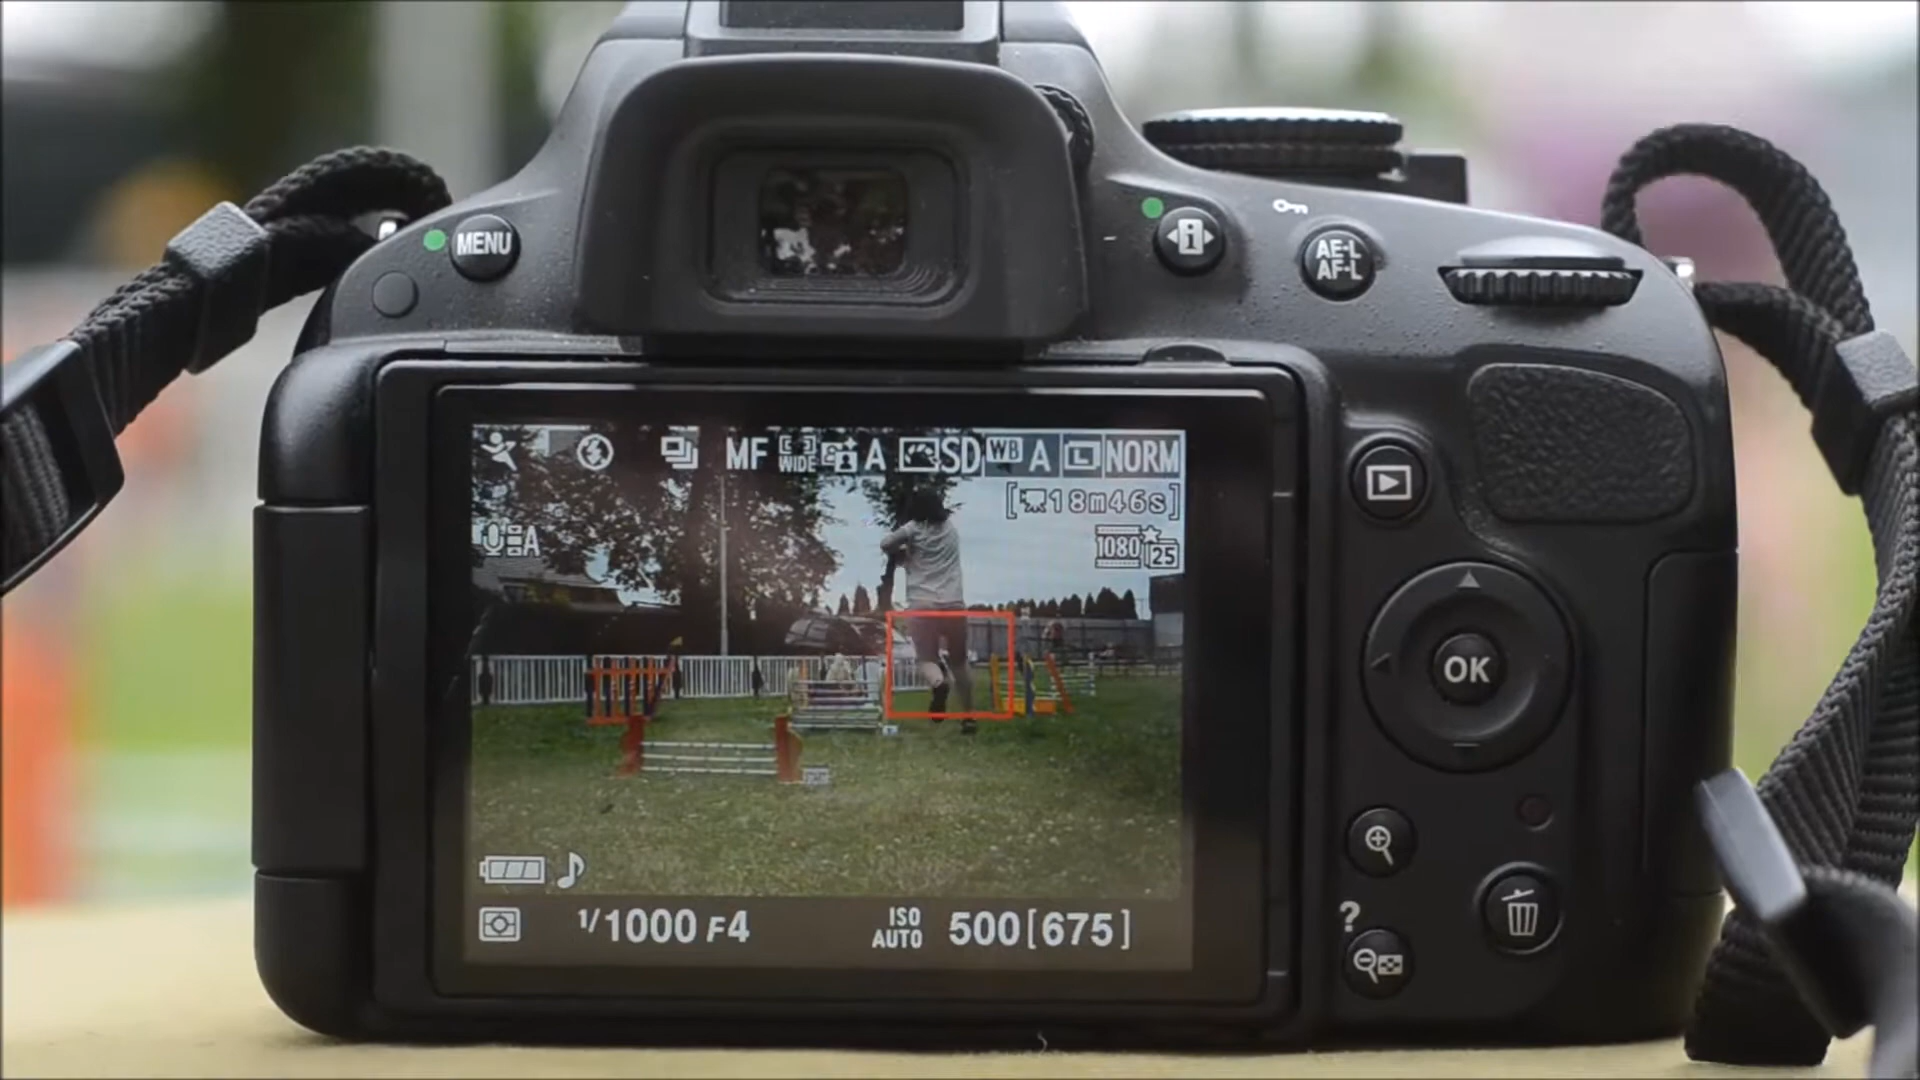 MENU
i
AE-L
AF-L
MF WIDE A SD WB A L NORM
[18m46s]
A
1080 25
START
OK
?
1/1000 F4 ISO AUTO 500[675]